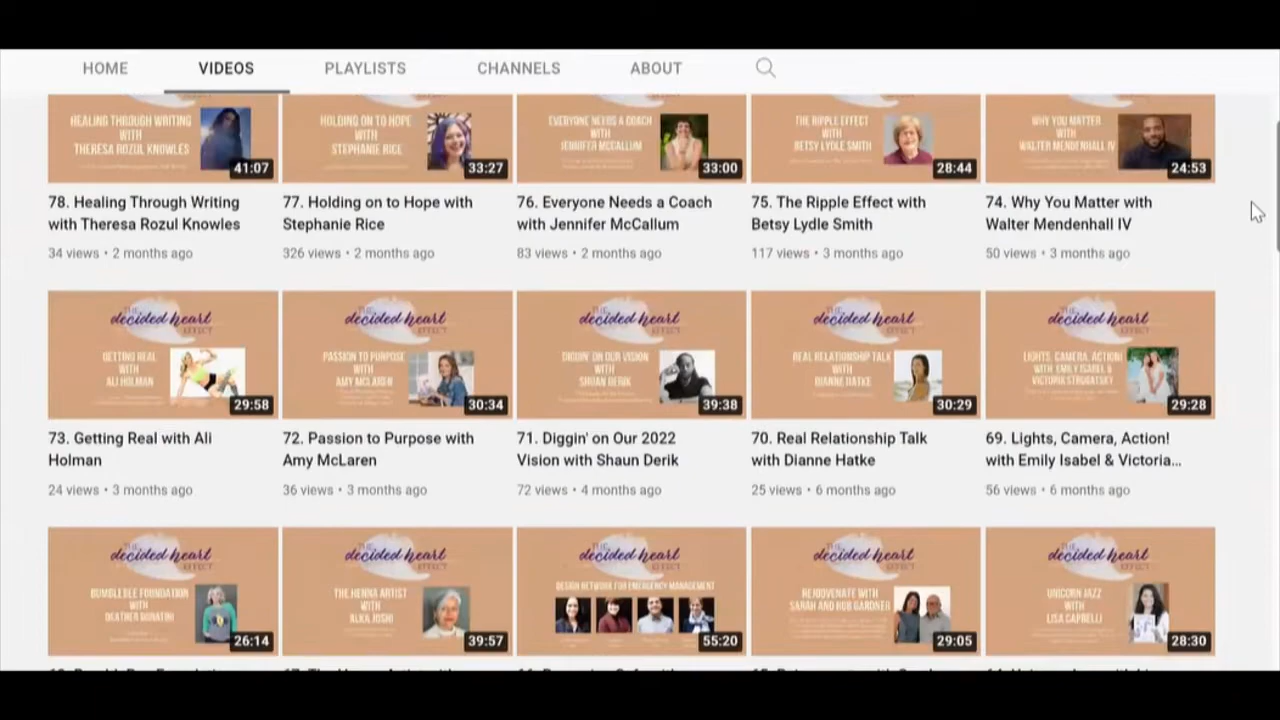 HOME VIDEOS PLAYLISTS CHANNELS ABOUT
HEALING THROUGH WRITING
WITH
THERESA ROZUL KNOWLES
41:07
HOLDING ON TO HOPE
WITH
STEPHANIE RICE
33:27
EVERYONE NEEDS A COACH
WITH
JENNIFER MCCALLUM
33:00
THE RIPPLE EFFECT
WITH
BETSY LYDLE SMITH
28:44
WHY YOU MATTER
WITH
WALTER MENDENHALL IV
24:53
78. Healing Through Writing
with Theresa Rozul Knowles
34 views • 2 months ago
77. Holding on to Hope with
Stephanie Rice
326 views • 2 months ago
76. Everyone Needs a Coach
with Jennifer McCallum
83 views • 2 months ago
75. The Ripple Effect with
Betsy Lydle Smith
117 views • 3 months ago
74. Why You Matter with
Walter Mendenhall IV
50 views • 3 months ago
THE
decided heart
EFFECT
GETTING REAL
WITH
ALI HOLMAN
29:58
THE
decided heart
EFFECT
PASSION TO PURPOSE
WITH
AMY MCLAREN
30:34
THE
decided heart
EFFECT
DIGGIN' ON OUR VISION
WITH
SHAUN DERIK
39:38
THE
decided heart
EFFECT
REAL RELATIONSHIP TALK
WITH
DIANNE HATKE
30:29
THE
decided heart
EFFECT
LIGHTS, CAMERA, ACTION!
WITH EMILY ISABEL &
VICTORIA STRUBATSKY
29:28
73. Getting Real with Ali
Holman
24 views • 3 months ago
72. Passion to Purpose with
Amy McLaren
36 views • 3 months ago
71. Diggin' on Our 2022
Vision with Shaun Derik
72 views • 4 months ago
70. Real Relationship Talk
with Dianne Hatke
25 views • 6 months ago
69. Lights, Camera, Action!
with Emily Isabel & Victoria...
56 views • 6 months ago
THE
decided heart
EFFECT
BUMBLEBEE FOUNDATION
WITH
HEATHER DONATINI
26:14
THE
decided heart
EFFECT
THE HENNA ARTIST
WITH
ALKA JOSHI
39:57
THE
decided heart
EFFECT
DESIGN NETWORK FOR EMERGENCY MANAGEMENT
55:20
THE
decided heart
EFFECT
REJOOVENATE WITH
SARAH AND ROB GARDNER
29:05
THE
decided heart
EFFECT
UNICORN JAZZ
WITH
LISA CAPRELLI
28:30